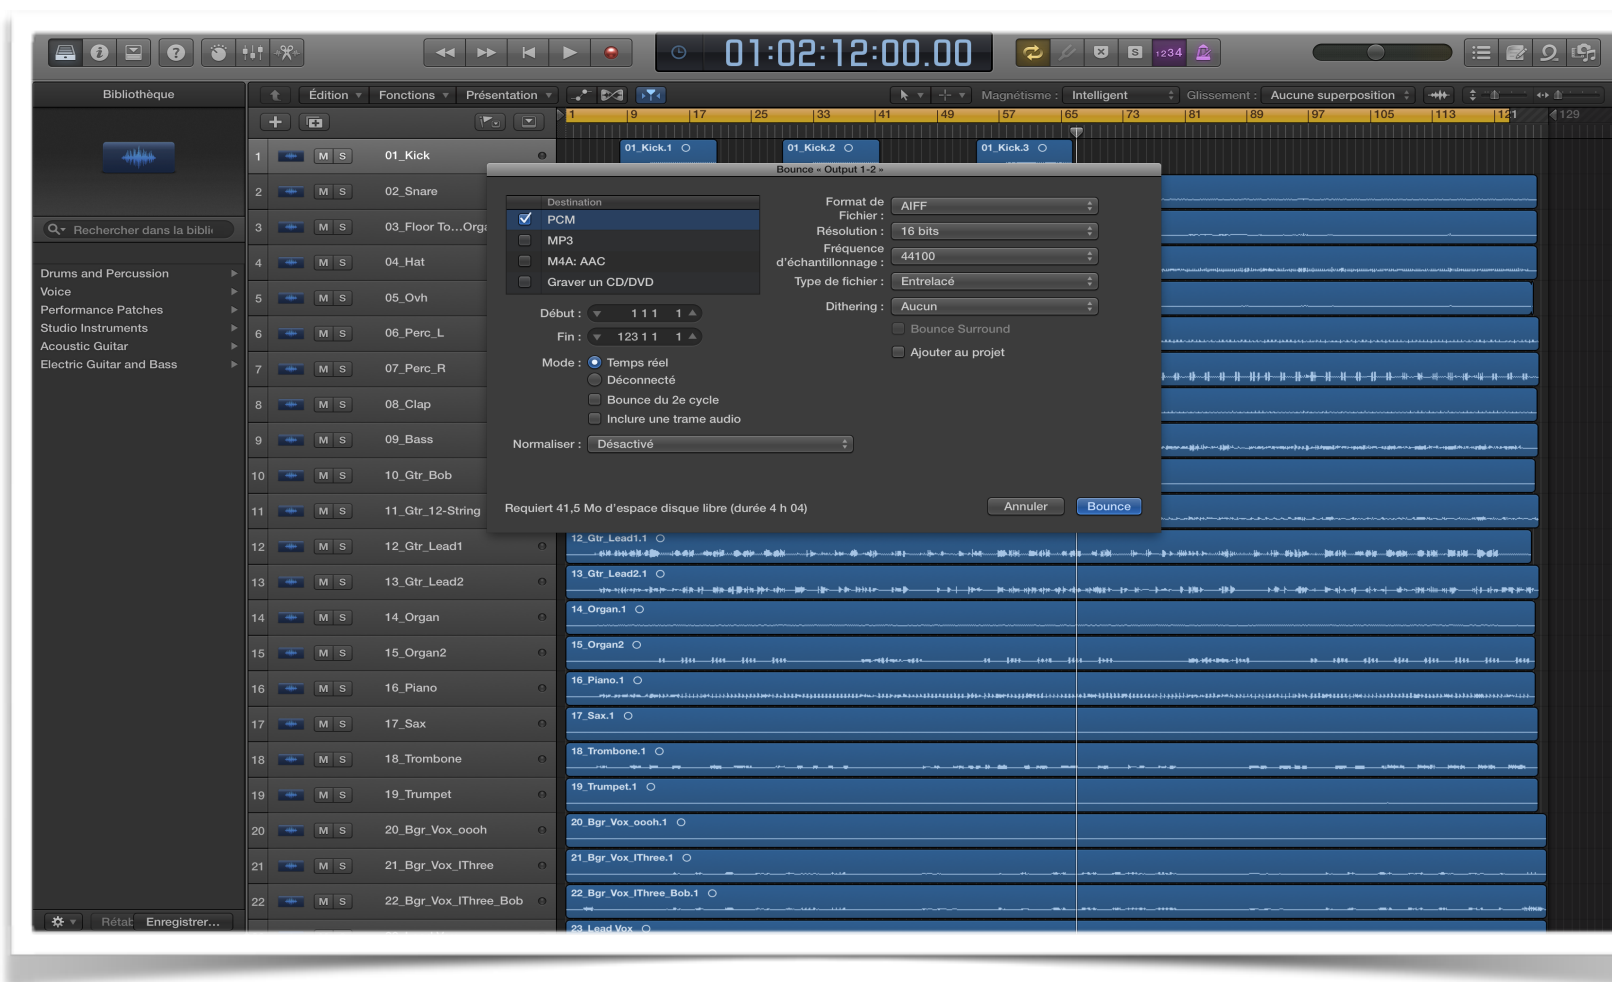 01:02:12:00.00
1234
Bibliothèque
Édition
Fonctions
Présentation
Magnétisme :
Intelligent
Glissement :
Aucune superposition
1 9 17 25 33 41 49 57 65 73 81 89 97 105 113 121 129
Rechercher dans la bibli
Drums and Percussion
Voice
Performance Patches
Studio Instruments
Acoustic Guitar
Electric Guitar and Bass
Rétab
Enregistrer...
1 M S 01_Kick
01_Kick.1
01_Kick.2
01_Kick.3
2 M S 02_Snare
3 M S 03_Floor To...Orga
4 M S 04_Hat
5 M S 05_Ovh
6 M S 06_Perc_L
7 M S 07_Perc_R
8 M S 08_Clap
9 M S 09_Bass
10 M S 10_Gtr_Bob
11 M S 11_Gtr_12-String
12 M S 12_Gtr_Lead1
12_Gtr_Lead1.1
13 M S 13_Gtr_Lead2
13_Gtr_Lead2.1
14 M S 14_Organ
14_Organ.1
15 M S 15_Organ2
15_Organ2
16 M S 16_Piano
16_Piano.1
17 M S 17_Sax
17_Sax.1
18 M S 18_Trombone
18_Trombone.1
19 M S 19_Trumpet
19_Trumpet.1
20 M S 20_Bgr_Vox_oooh
20_Bgr_Vox_oooh.1
21 M S 21_Bgr_Vox_IThree
21_Bgr_Vox_IThree.1
22 M S 22_Bgr_Vox_IThree_Bob
22_Bgr_Vox_IThree_Bob.1
23_Lead Vox
Bounce « Output 1-2 »
Destination
PCM
MP3
M4A: AAC
Graver un CD/DVD
Début : 1 1 1 1
Fin : 123 1 1 1
Mode : Temps réel
Déconnecté
Bounce du 2e cycle
Inclure une trame audio
Normaliser : Désactivé
Format de
Fichier : AIFF
Résolution : 16 bits
Fréquence
d'échantillonnage : 44100
Type de fichier : Entrelacé
Dithering : Aucun
Bounce Surround
Ajouter au projet
Requiert 41,5 Mo d'espace disque libre (durée 4 h 04)
Annuler
Bounce